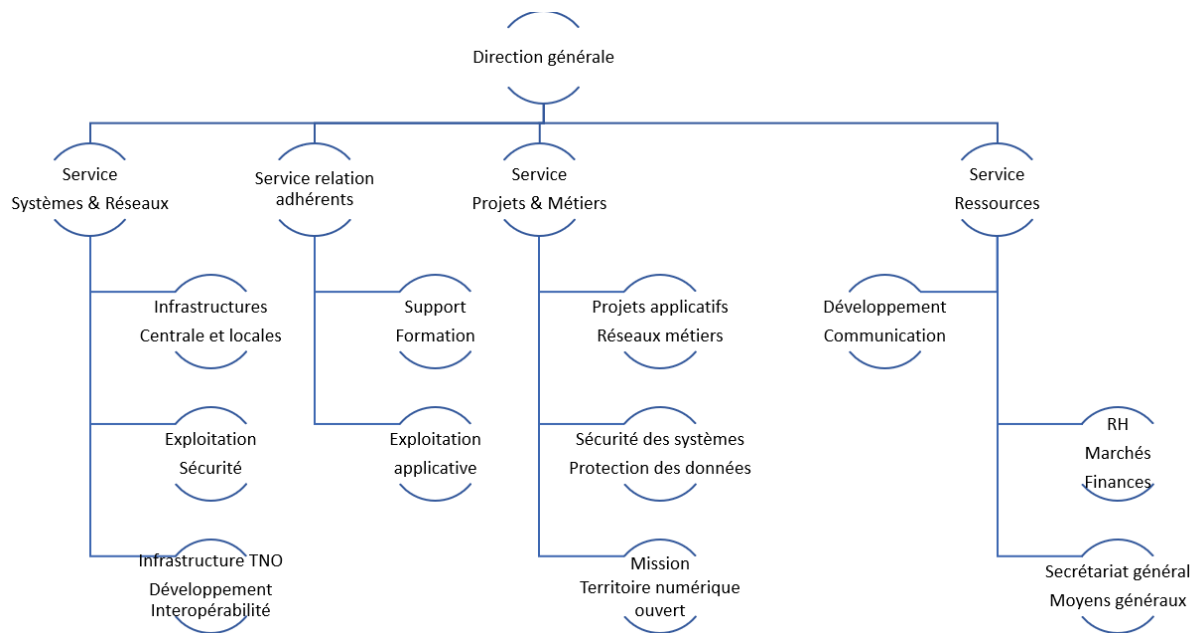 Direction générale
Service
Systèmes & Réseaux
Service relation
adhérents
Service
Projets & Métiers
Service
Ressources
Infrastructures
Centrale et locales
Support
Formation
Projets applicatifs
Réseaux métiers
Développement
Communication
Exploitation
Sécurité
Exploitation
applicative
Sécurité des systèmes
Protection des données
RH
Marchés
Finances
Infrastructure TNO
Développement
Interopérabilité
Mission
Territoire numérique
ouvert
Secrétariat général
Moyens généraux